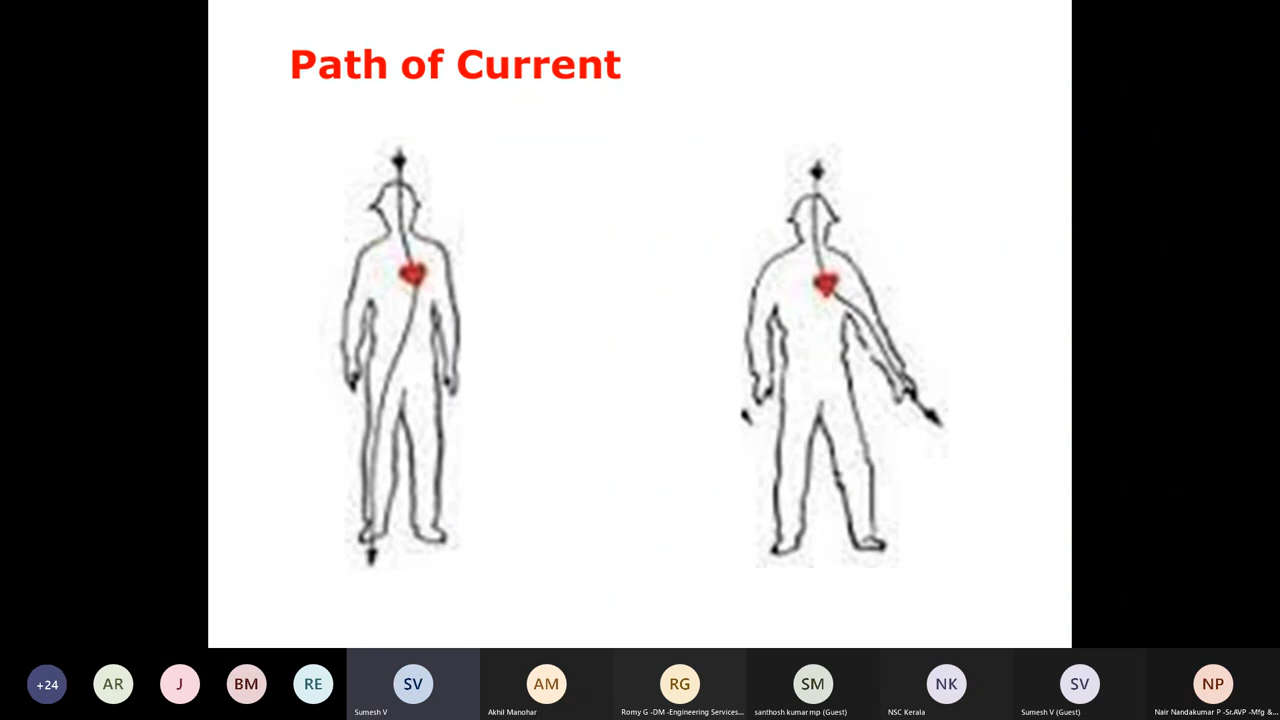 Path of Current
+24
AR
J
BM
RE
SV
AM
RG
SM
NK
SV
NP
Sumesh V
Akhil Manohar
Romy G -DM -Engineering Services...
santhosh kumar mp (Guest)
NSC Kerala
Sumesh V (Guest)
Nair Nandakumar P -Sr.AVP -Mfg &...